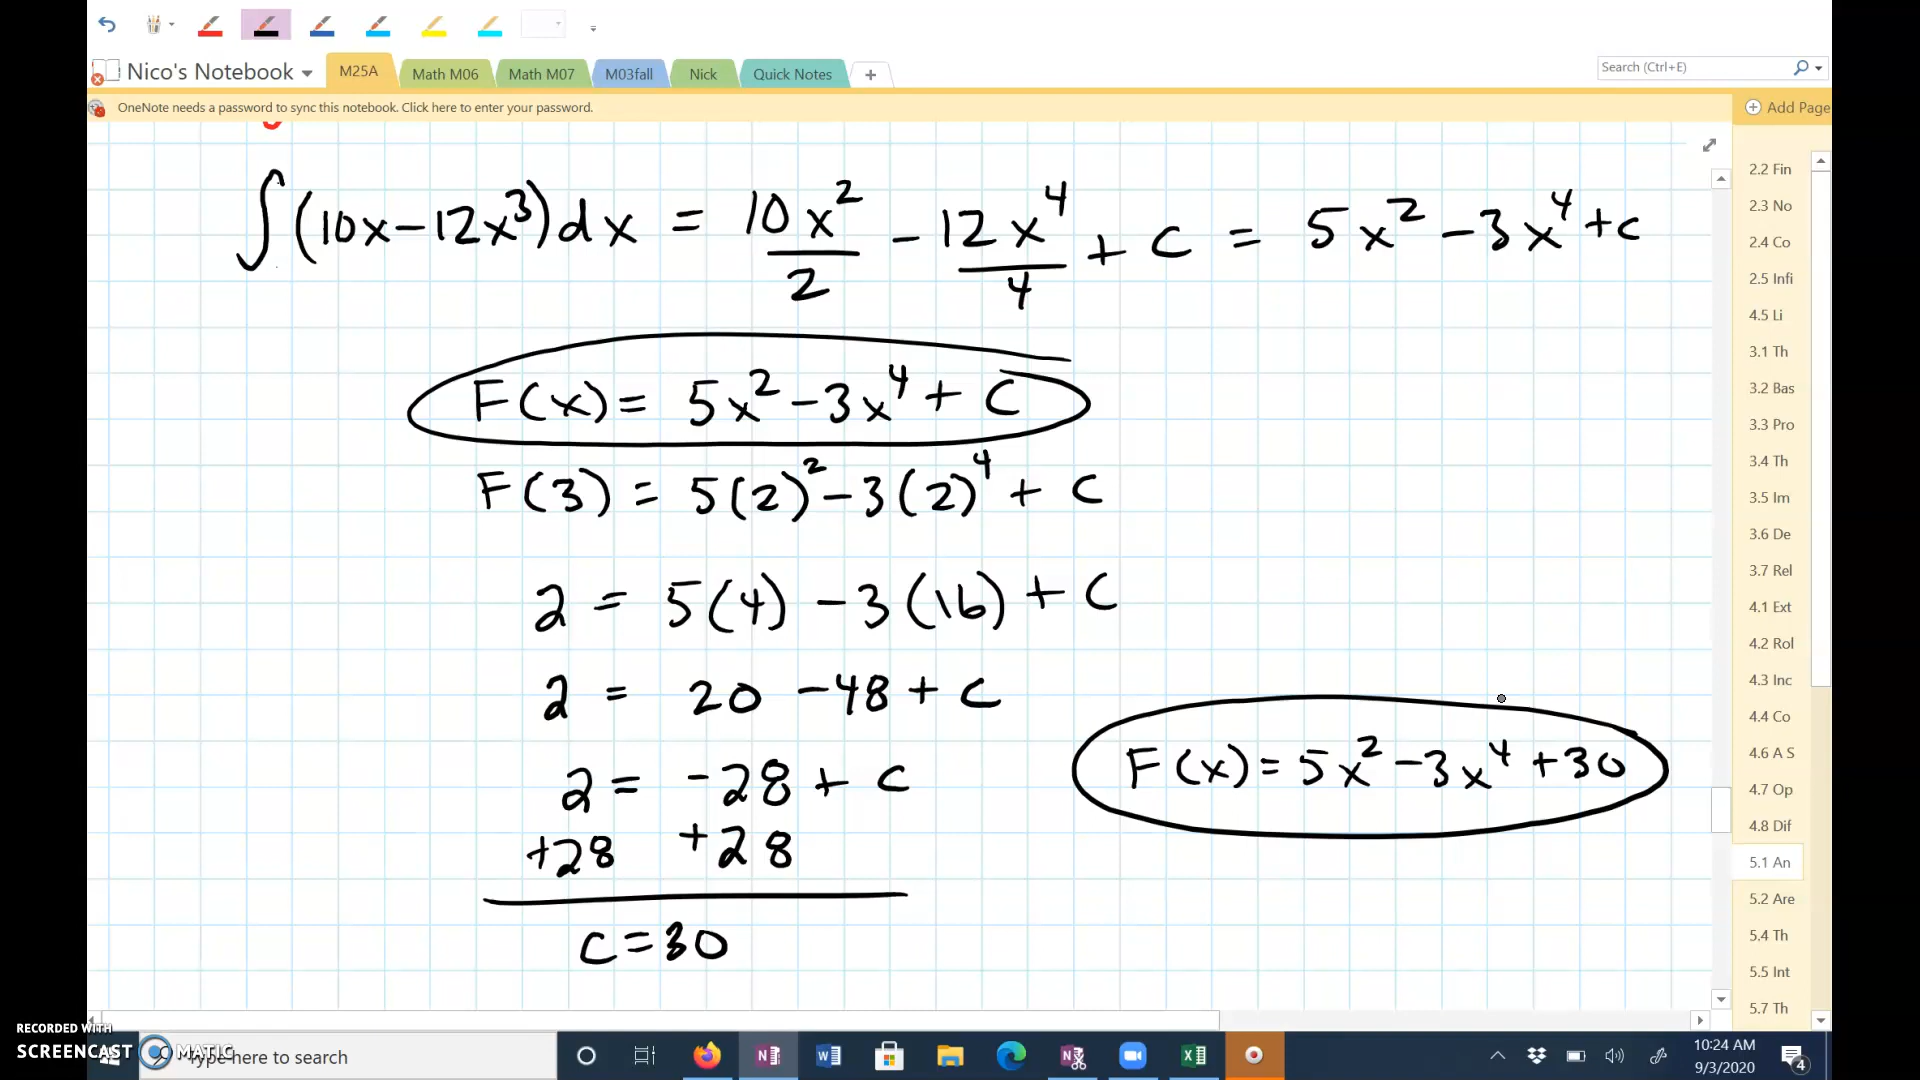 Nico's Notebook M25A Math M06 Math M07 M03fall Nick Quick Notes
Search (Ctrl+E)
OneNote needs a password to sync this notebook. Click here to enter your password.
Add Page
∫(10x-12x³)dx = 10x²/2 - 12x⁴/4 + C = 5x² - 3x⁴ + C
F(x) = 5x² - 3x⁴ + C
F(3) = 5(2)² - 3(2)⁴ + C
2 = 5(4) - 3(16) + C
2 = 20 - 48 + C
2 = -28 + C
+28 +28
C = 30
F(x) = 5x² - 3x⁴ + 30
2.2 Fin
2.3 No
2.4 Co
2.5 Infi
4.5 Li
3.1 Th
3.2 Bas
3.3 Pro
3.4 Th
3.5 Im
3.6 De
3.7 Rel
4.1 Ext
4.2 Rol
4.3 Inc
4.4 Co
4.6 A S
4.7 Op
4.8 Dif
5.1 An
5.2 Are
5.4 Th
5.5 Int
5.7 Th
RECORDED WITH
SCREENCAST MATIC
Type here to search
10:24 AM
9/3/2020
4